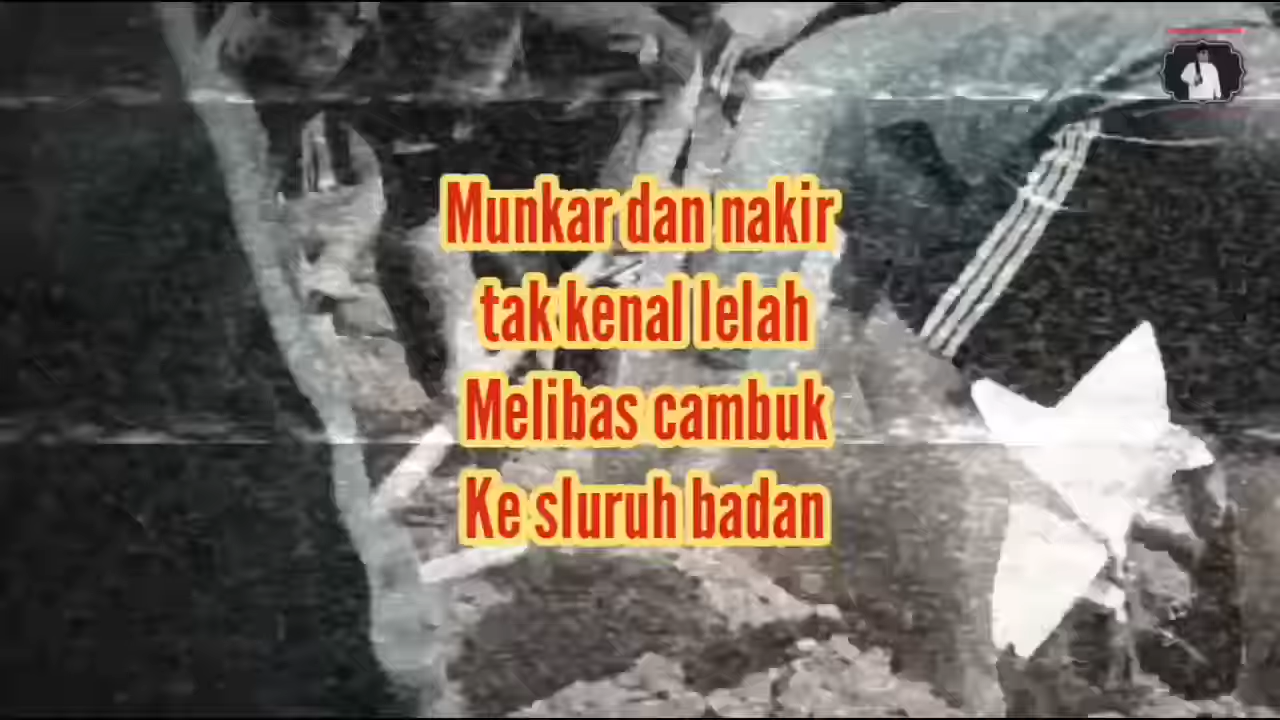 Munkar dan nakir
tak kenal lelah
Melibas cambuk
Ke sluruh badan